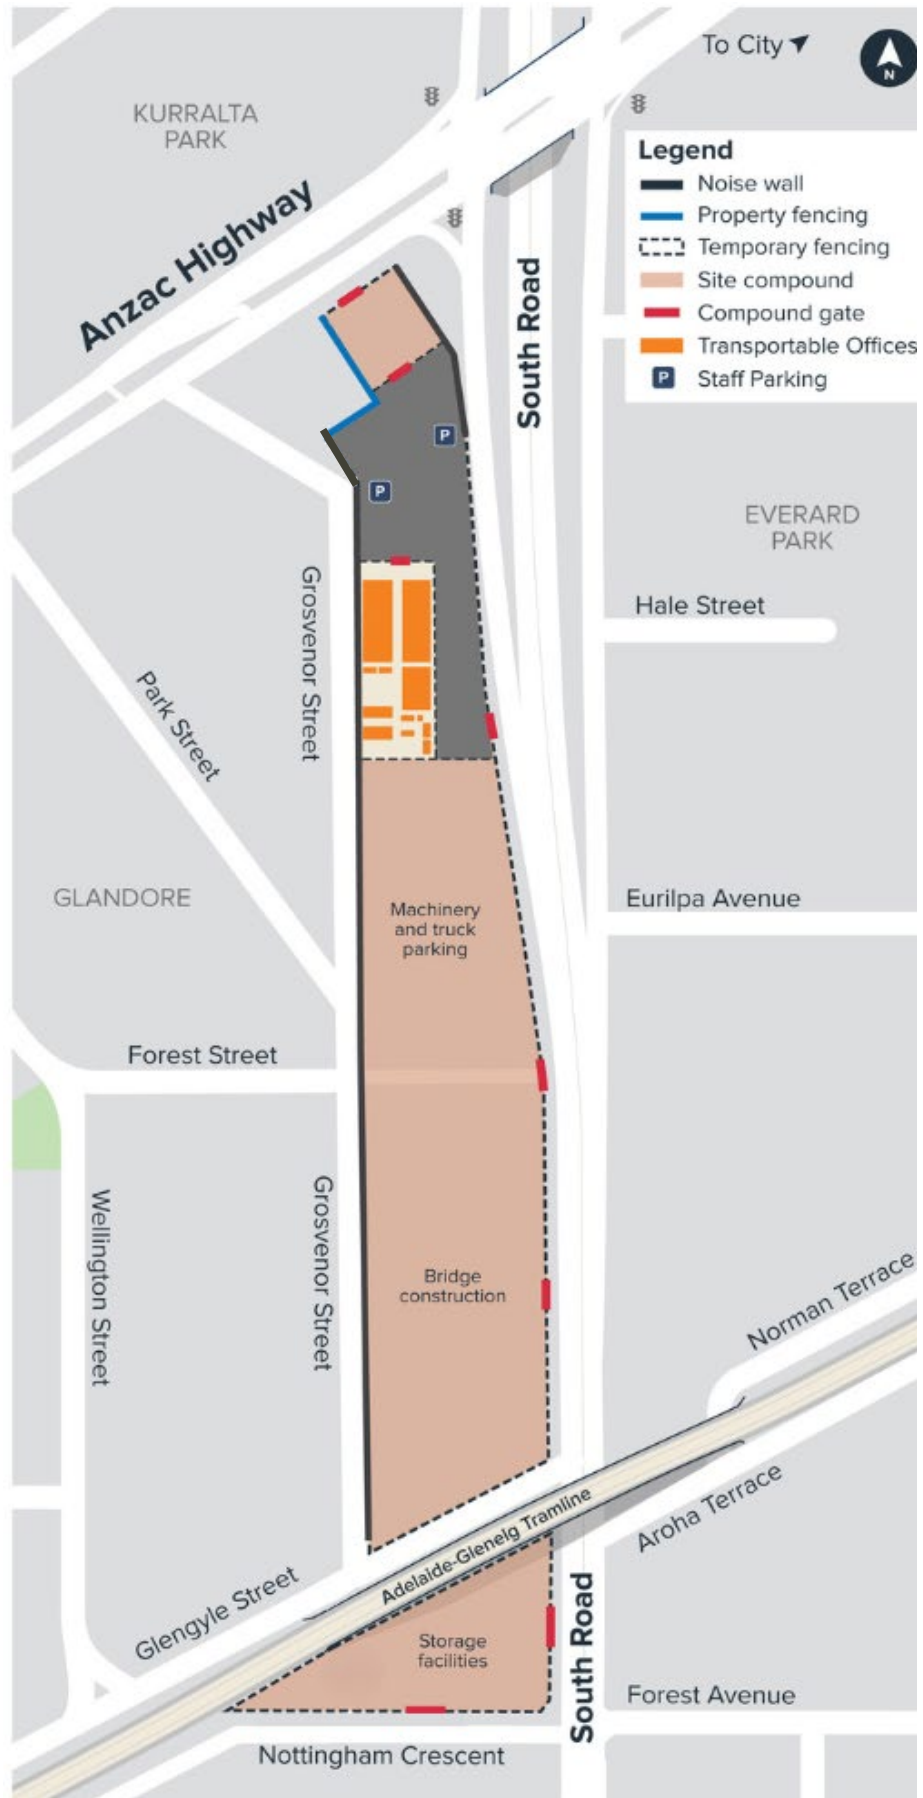 To City
N
KURRALTA
PARK
Legend
Noise wall
Property fencing
Temporary fencing
Site compound
Compound gate
Transportable Offices
P Staff Parking
Anzac Highway
South Road
P
P
EVERARD
PARK
Hale Street
Grosvenor Street
Park Street
GLANDORE
Machinery
and truck
parking
Eurilpa Avenue
Forest Street
Wellington Street
Grosvenor Street
Bridge
construction
Norman Terrace
Adelaide-Glenelg Tramline
Aroha Terrace
Glengyle Street
Storage
facilities
South Road
Forest Avenue
Nottingham Crescent